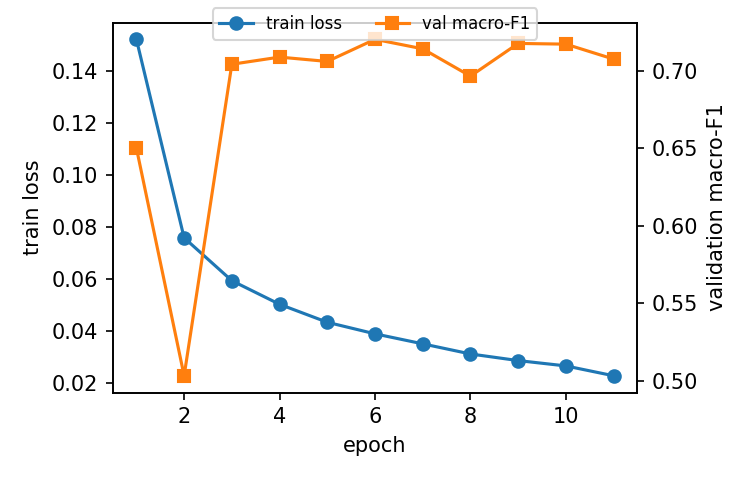 train loss val macro-F1
0.14
0.12
0.10
0.08
0.06
0.04
0.02
train loss
0.70
0.65
0.60
0.55
0.50
validation macro-F1
2 4 6 8 10
epoch